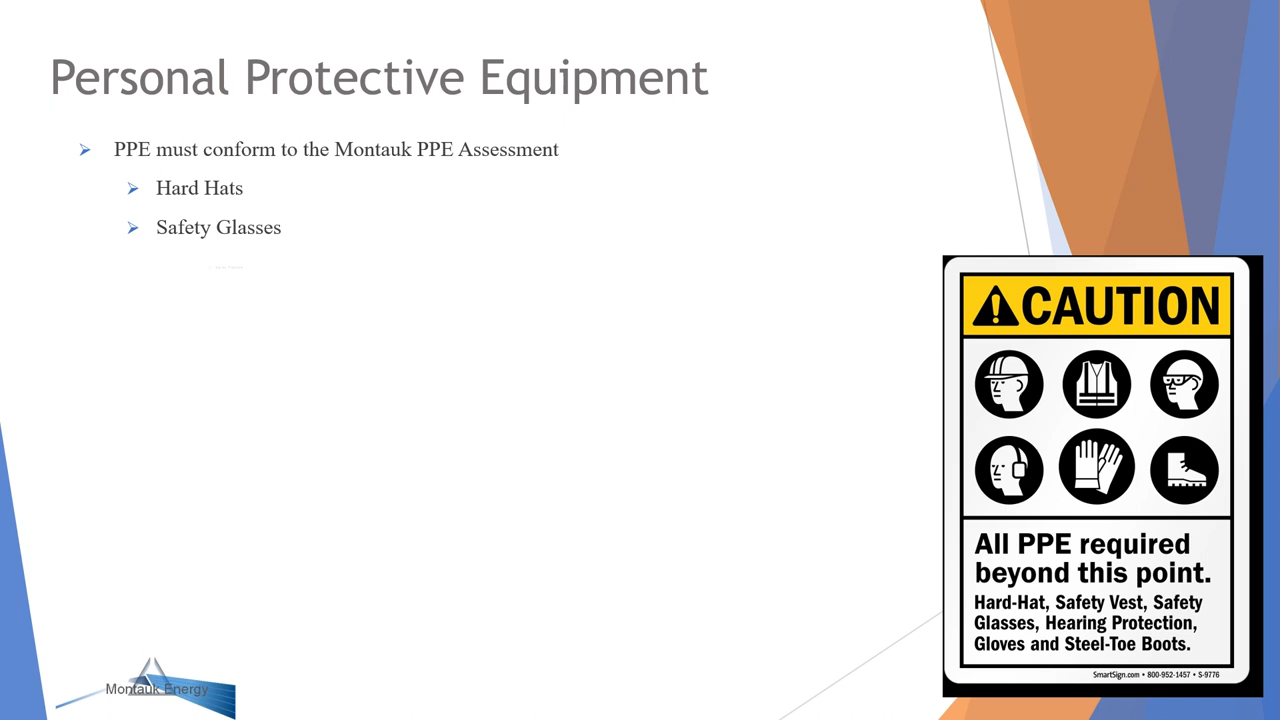 Personal Protective Equipment
PPE must conform to the Montauk PPE Assessment
Hard Hats
Safety Glasses
CAUTION
All PPE required
beyond this point.
Hard-Hat, Safety Vest, Safety
Glasses, Hearing Protection,
Gloves and Steel-Toe Boots.
SmartSign.com • 800-952-1457 • S-9776
Montauk Energy